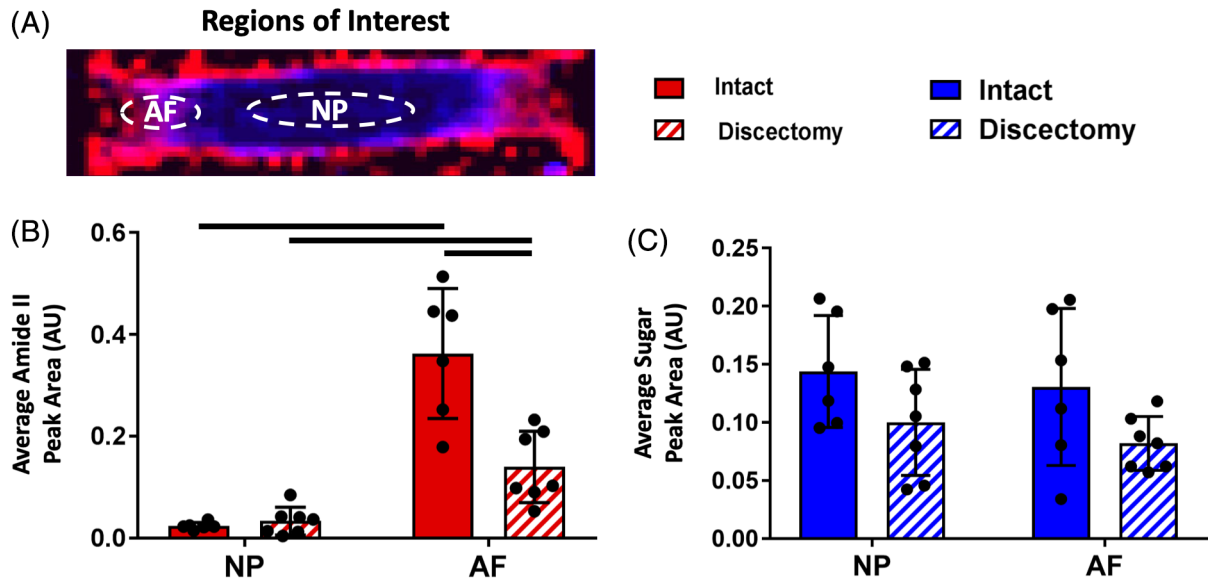 (A)
Regions of Interest
AF
NP
Intact
Discectomy
Intact
Discectomy
(B)
Average Amide II
Peak Area (AU)
0.6
0.4
0.2
0.0
NP
AF
(C)
Average Sugar
Peak Area (AU)
0.25
0.20
0.15
0.10
0.05
0.00
NP
AF